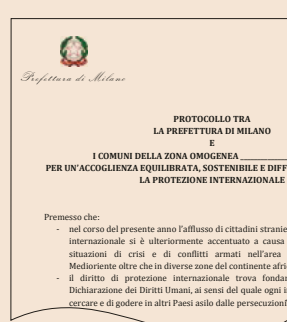 Prefettura di Milano
PROTOCOLLO TRA
LA PREFETTURA DI MILANO
E
I COMUNI DELLA ZONA OMOGENEA
PER UN'ACCOGLIENZA EQUILIBRATA, SOSTENIBILE E DIFF
LA PROTEZIONE INTERNAZIONALE
Premesso che:
- nel corso del presente anno l'afflusso di cittadini stranie
internazionale si è ulteriormente accentuato a causa
situazioni di crisi e di conflitti armati nell'area
Medioriente oltre che in diverse zone del continente afri
- il diritto di protezione internazionale trova fondar
Dichiarazione dei Diritti Umani, ai sensi del quale ogni i
cercare e di godere in altri Paesi asilo dalle persecuzioni